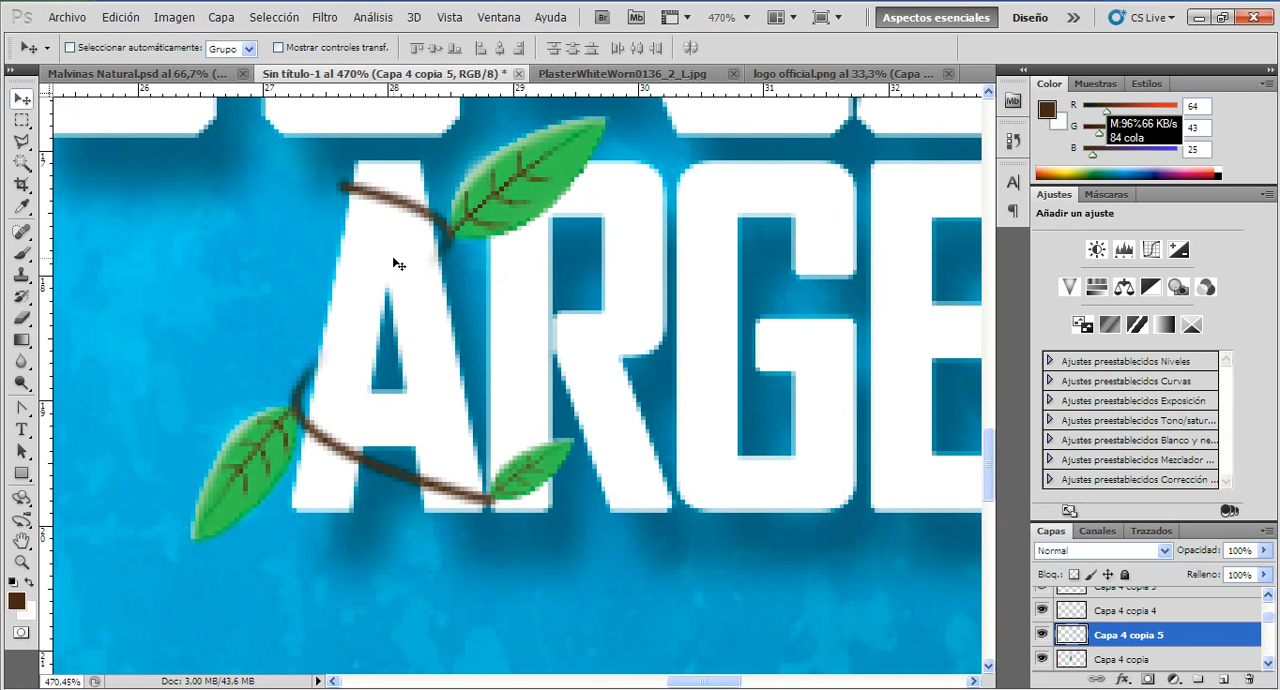 Ps Archivo Edición Imagen Capa Selección Filtro Análisis 3D Vista Ventana Ayuda Br Mb 470% Aspectos esenciales Diseño CS Live
Seleccionar automáticamente: Grupo Mostrar controles transf.
Malvinas Natural.psd al 66,7% (... Sin título-1 al 470% (Capa 4 copia 5, RGB/8) * PlasterWhiteWorn0136_2_L.jpg logo official.png al 33,3% (Capa ...
26 27 28 29 30 31 32
Color Muestras Estilos
R 64
G 43
B 25
M:96%66 KB/s
84 cola
Ajustes Máscaras
Añadir un ajuste
ARGE
Ajustes preestablecidos Niveles
Ajustes preestablecidos Curvas
Ajustes preestablecidos Exposición
Ajustes preestablecidos Tono/satur...
Ajustes preestablecidos Blanco y ne...
Ajustes preestablecidos Mezclador ...
Ajustes preestablecidos Corrección ...
Capas Canales Trazados
Normal Opacidad: 100%
Bloq.: Relleno: 100%
Capa 4 copia 4
Capa 4 copia 5
Capa 4 copia
470,45% Doc: 3,00 MB/43,6 MB